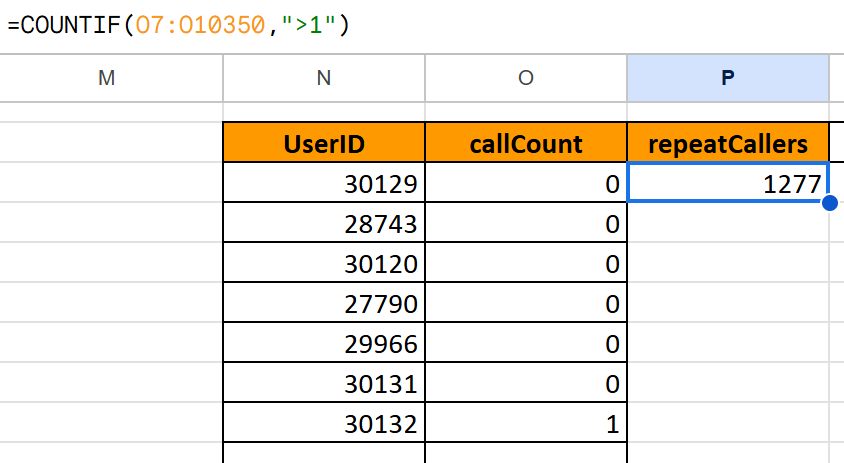 =COUNTIF(O7:O10350,">1")
M N O P
UserID callCount repeatCallers
30129 0 1277
28743 0
30120 0
27790 0
29966 0
30131 0
30132 1